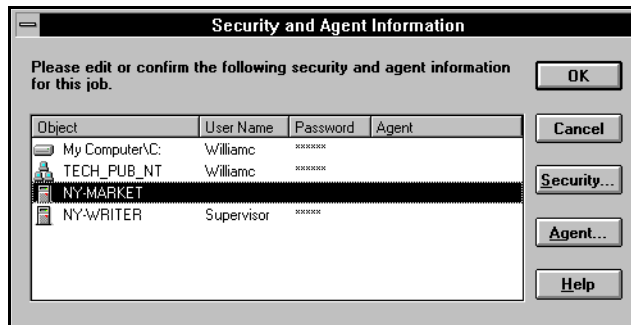 Security and Agent Information
Please edit or confirm the following security and agent information
for this job.
OK
Cancel
Security...
Agent...
Help
Object User Name Password Agent
My Computer\C: Williamc ******
TECH_PUB_NT Williamc ******
NY-MARKET
NY-WRITER Supervisor *****